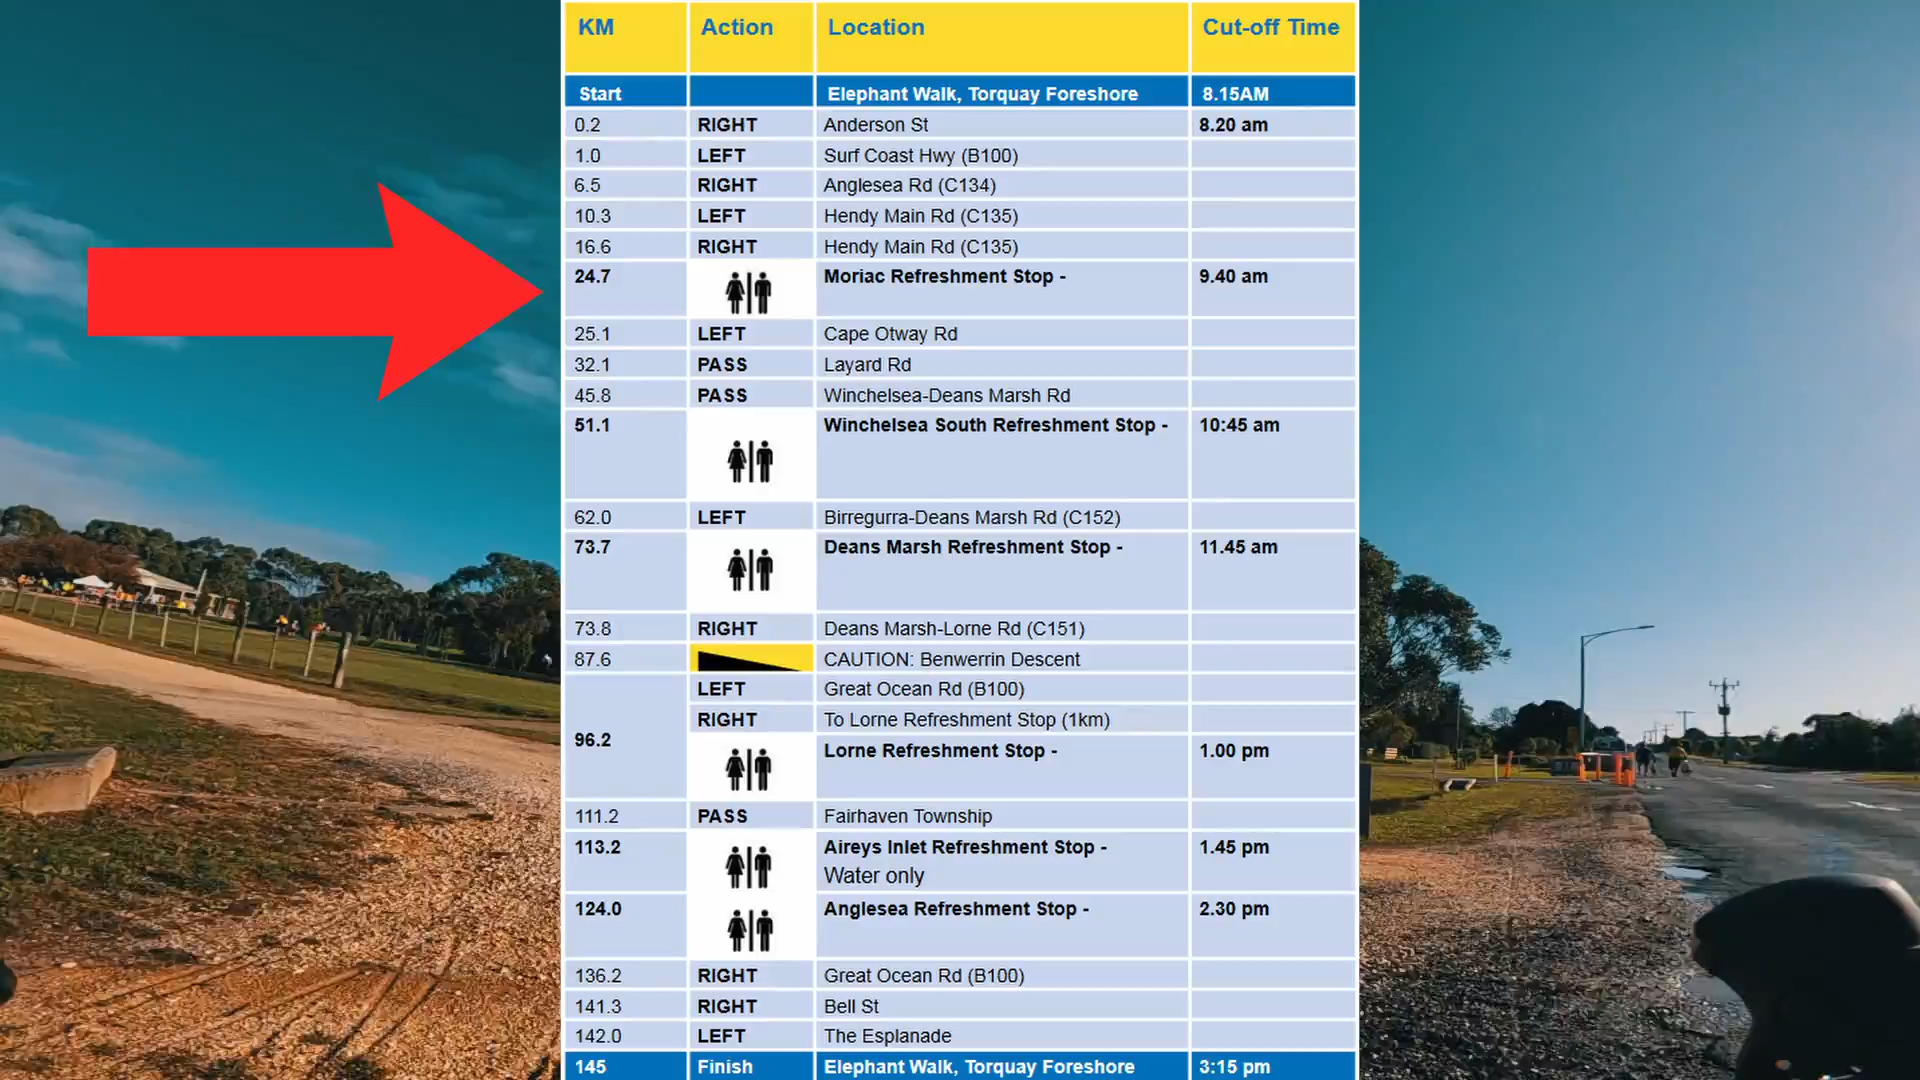 KM Action Location Cut-off Time
Start Elephant Walk, Torquay Foreshore 8.15AM
0.2 RIGHT Anderson St 8.20 am
1.0 LEFT Surf Coast Hwy (B100)
6.5 RIGHT Anglesea Rd (C134)
10.3 LEFT Hendy Main Rd (C135)
16.6 RIGHT Hendy Main Rd (C135)
24.7 Moriac Refreshment Stop - 9.40 am
25.1 LEFT Cape Otway Rd
32.1 PASS Layard Rd
45.8 PASS Winchelsea-Deans Marsh Rd
51.1 Winchelsea South Refreshment Stop - 10:45 am
62.0 LEFT Birregurra-Deans Marsh Rd (C152)
73.7 Deans Marsh Refreshment Stop - 11.45 am
73.8 RIGHT Deans Marsh-Lorne Rd (C151)
87.6 CAUTION: Benwerrin Descent
LEFT Great Ocean Rd (B100)
RIGHT To Lorne Refreshment Stop (1km)
96.2 Lorne Refreshment Stop - 1.00 pm
111.2 PASS Fairhaven Township
113.2 Aireys Inlet Refreshment Stop - 1.45 pm
Water only
124.0 Anglesea Refreshment Stop - 2.30 pm
136.2 RIGHT Great Ocean Rd (B100)
141.3 RIGHT Bell St
142.0 LEFT The Esplanade
145 Finish Elephant Walk, Torquay Foreshore 3:15 pm